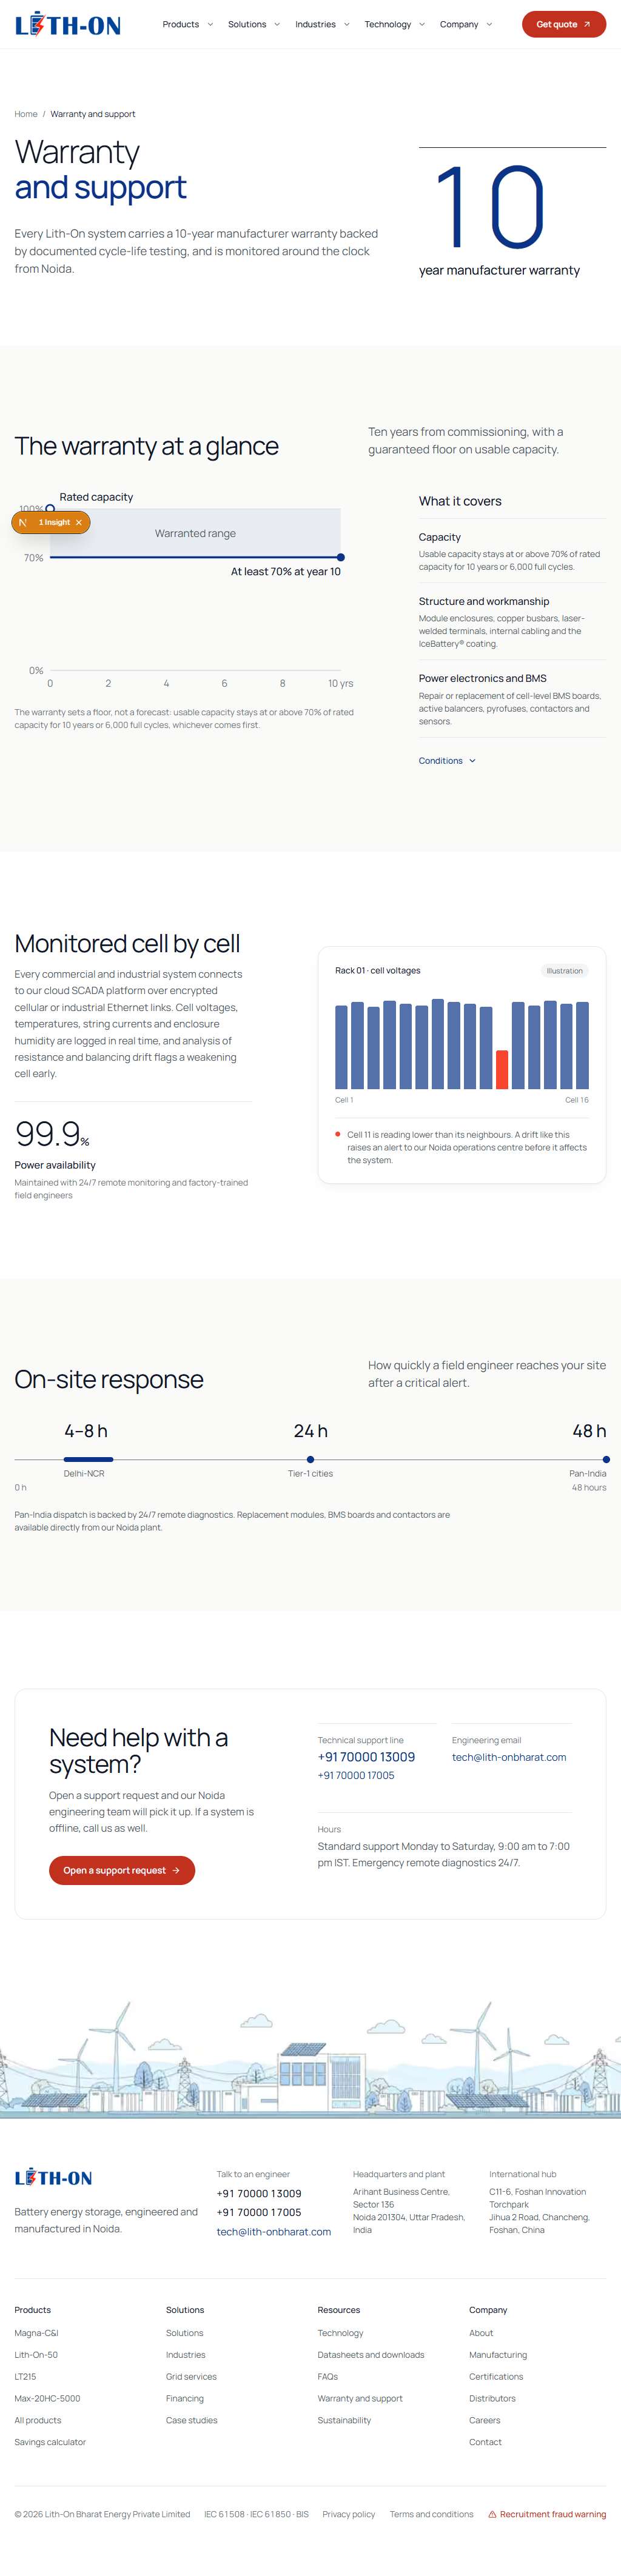 LITH-ON
Products
Solutions
Industries
Technology
Company
Get quote
Home / Warranty and support
Warranty
and support
Every Lith-On system carries a 10-year manufacturer warranty backed
by documented cycle-life testing, and is monitored around the clock
from Noida.
10
year manufacturer warranty
The warranty at a glance
Ten years from commissioning, with a
guaranteed floor on usable capacity.
Rated capacity
100%
N 1 Insight
Warranted range
70%
At least 70% at year 10
0%
0 2 4 6 8 10 yrs
The warranty sets a floor, not a forecast: usable capacity stays at or above 70% of rated
capacity for 10 years or 6,000 full cycles, whichever comes first.
What it covers
Capacity
Usable capacity stays at or above 70% of rated
capacity for 10 years or 6,000 full cycles.
Structure and workmanship
Module enclosures, copper busbars, laser-
welded terminals, internal cabling and the
IceBattery® coating.
Power electronics and BMS
Repair or replacement of cell-level BMS boards,
active balancers, pyrofuses, contactors and
sensors.
Conditions
Monitored cell by cell
Every commercial and industrial system connects
to our cloud SCADA platform over encrypted
cellular or industrial Ethernet links. Cell voltages,
temperatures, string currents and enclosure
humidity are logged in real time, and analysis of
resistance and balancing drift flags a weakening
cell early.
99.9%
Power availability
Maintained with 24/7 remote monitoring and factory-trained
field engineers
Rack 01 · cell voltages
Illustration
Cell 1
Cell 16
Cell 11 is reading lower than its neighbours. A drift like this
raises an alert to our Noida operations centre before it affects
the system.
On-site response
How quickly a field engineer reaches your site
after a critical alert.
4–8 h
24 h
48 h
Delhi-NCR
Tier-1 cities
Pan-India
0 h
48 hours
Pan-India dispatch is backed by 24/7 remote diagnostics. Replacement modules, BMS boards and contactors are
available directly from our Noida plant.
Need help with a
system?
Open a support request and our Noida
engineering team will pick it up. If a system is
offline, call us as well.
Open a support request
Technical support line
+91 70000 13009
+91 70000 17005
Engineering email
tech@lith-onbharat.com
Hours
Standard support Monday to Saturday, 9:00 am to 7:00
pm IST. Emergency remote diagnostics 24/7.
LITH-ON
Battery energy storage, engineered and
manufactured in Noida.
Talk to an engineer
+91 70000 13009
+91 70000 17005
tech@lith-onbharat.com
Headquarters and plant
Arihant Business Centre,
Sector 136
Noida 201304, Uttar Pradesh,
India
International hub
C11-6, Foshan Innovation
Torchpark
Jihua 2 Road, Chancheng,
Foshan, China
Products
Magna-C&I
Lith-On-50
LT215
Max-20HC-5000
All products
Savings calculator
Solutions
Solutions
Industries
Grid services
Financing
Case studies
Resources
Technology
Datasheets and downloads
FAQs
Warranty and support
Sustainability
Company
About
Manufacturing
Certifications
Distributors
Careers
Contact
© 2026 Lith-On Bharat Energy Private Limited
IEC 61508 · IEC 61850 · BIS
Privacy policy
Terms and conditions
Recruitment fraud warning